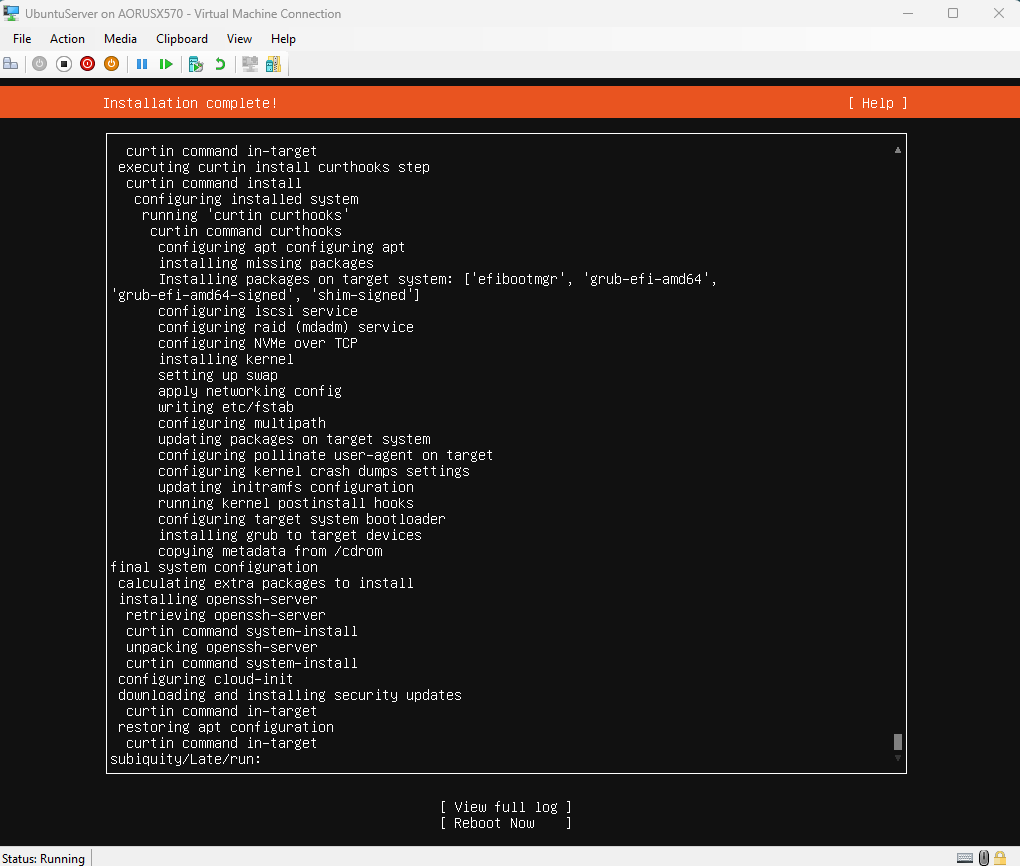 UbuntuServer on AORUSX570 - Virtual Machine Connection
File Action Media Clipboard View Help
Installation complete! [ Help ]
curtin command in-target
executing curtin install curthooks step
curtin command install
configuring installed system
running 'curtin curthooks'
curtin command curthooks
configuring apt configuring apt
installing missing packages
Installing packages on target system: ['efibootmgr', 'grub-efi-amd64',
'grub-efi-amd64-signed', 'shim-signed']
configuring iscsi service
configuring raid (mdadm) service
configuring NVMe over TCP
installing kernel
setting up swap
apply networking config
writing etc/fstab
configuring multipath
updating packages on target system
configuring pollinate user-agent on target
configuring kernel crash dumps settings
updating initramfs configuration
running kernel postinstall hooks
configuring target system bootloader
installing grub to target devices
copying metadata from /cdrom
final system configuration
calculating extra packages to install
installing openssh-server
retrieving openssh-server
curtin command system-install
unpacking openssh-server
curtin command system-install
configuring cloud-init
downloading and installing security updates
curtin command in-target
restoring apt configuration
curtin command in-target
subiquity/Late/run:
[ View full log ]
[ Reboot Now ]
Status: Running